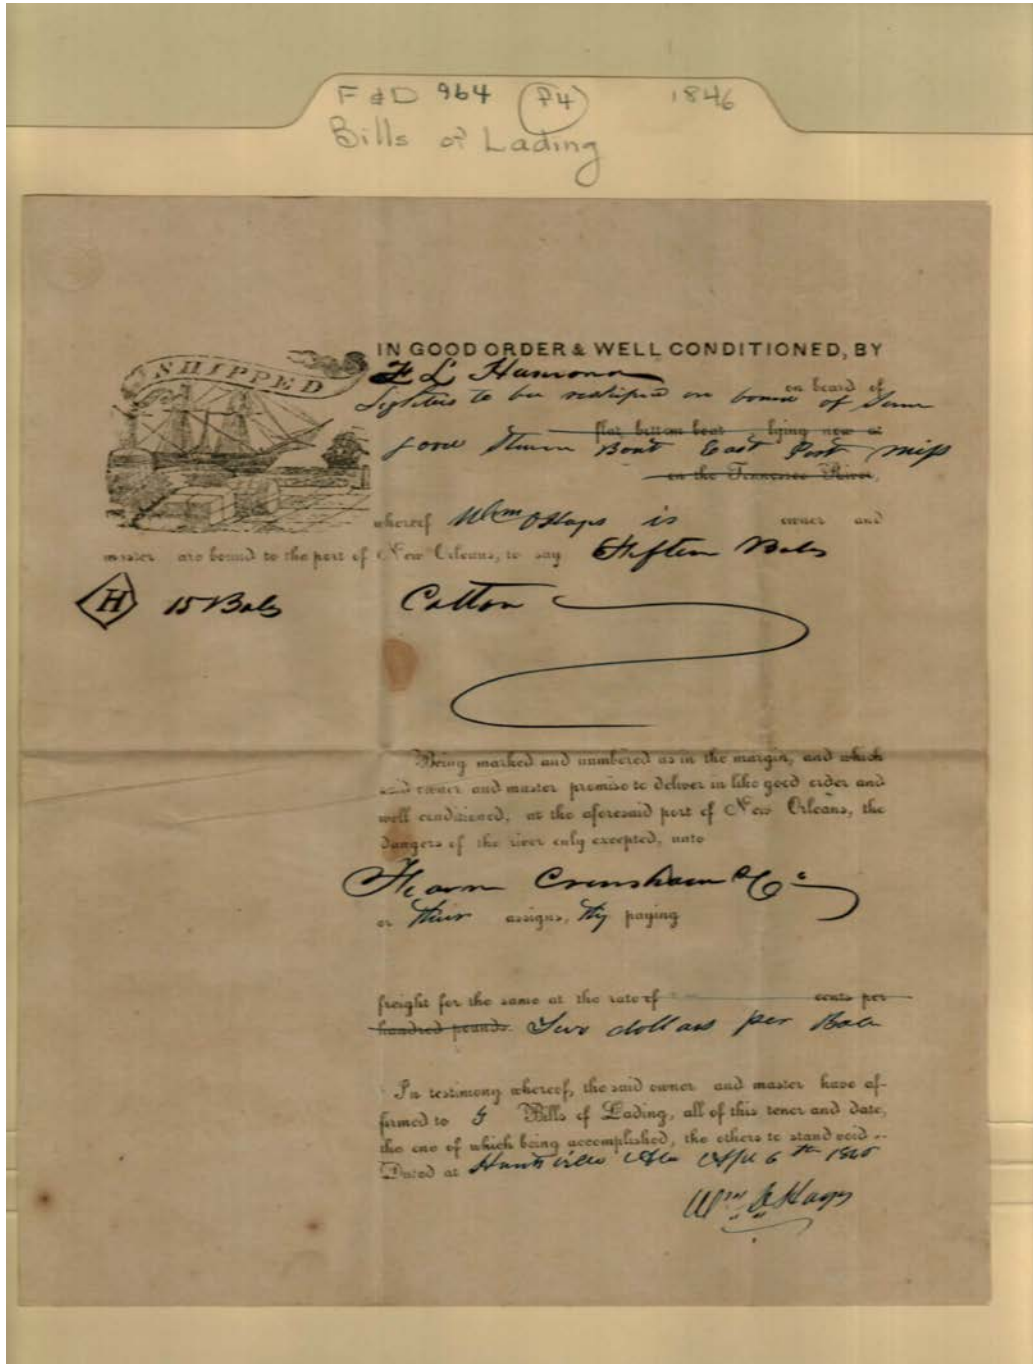 F & D 964 (P4) 1846
Bills of Lading
SHIPPED
IN GOOD ORDER & WELL CONDITIONED, BY
F L Hammond
to be reshiped on board of
on board of Some
flat bottom boat, lying now at
good Steam Boat East Port Miss
on the Tennessee River,
whereof Wm Hays is owner and
master are bound to the port of New Orleans, to say Fifteen Bales
H 15 Bales Cotton
Being marked and numbered as in the margin, and which
said owner and master promise to deliver in like good order and
well conditioned, at the aforesaid port of New Orleans, the
dangers of the river only excepted, unto
Fearn Crenshaw & Co
or their assigns, they paying
freight for the same at the rate of cents per
hundred pounds. Two dollars per Bale
In testimony whereof, the said owner and master have af-
firmed to Bills of Lading, all of this tenor and date,
the one of which being accomplished, the others to stand void.
Dated at Huntsville Ala Apl 6th
Wm Hays